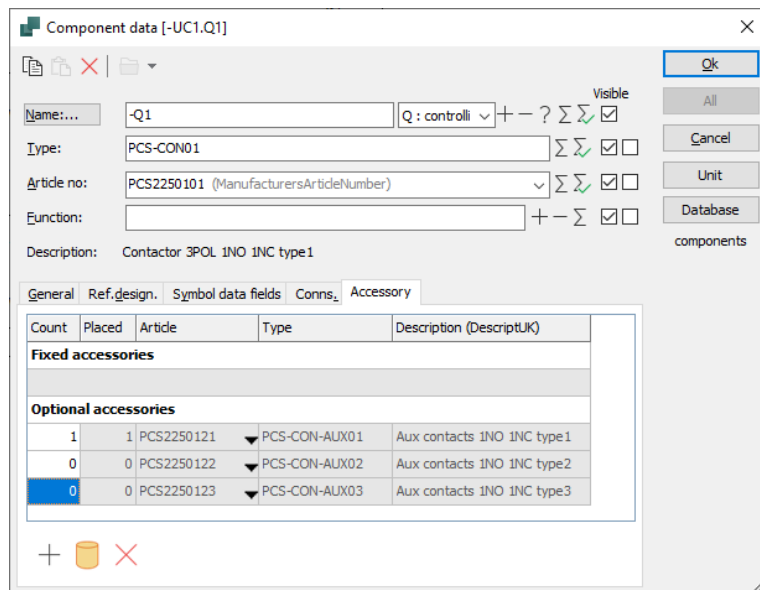 Component data [-UC1.Q1]
Visible
Name:... -Q1 Q : controlli
Type: PCS-CON01
Article no: PCS2250101 (ManufacturersArticleNumber)
Function:
Description: Contactor 3POL 1NO 1NC type1
General Ref.design. Symbol data fields Conns. Accessory
Count Placed Article Type Description (DescriptUK)
Fixed accessories
Optional accessories
1 1 PCS2250121 PCS-CON-AUX01 Aux contacts 1NO 1NC type1
0 0 PCS2250122 PCS-CON-AUX02 Aux contacts 1NO 1NC type2
0 0 PCS2250123 PCS-CON-AUX03 Aux contacts 1NO 1NC type3
Ok
All
Cancel
Unit
Database
components